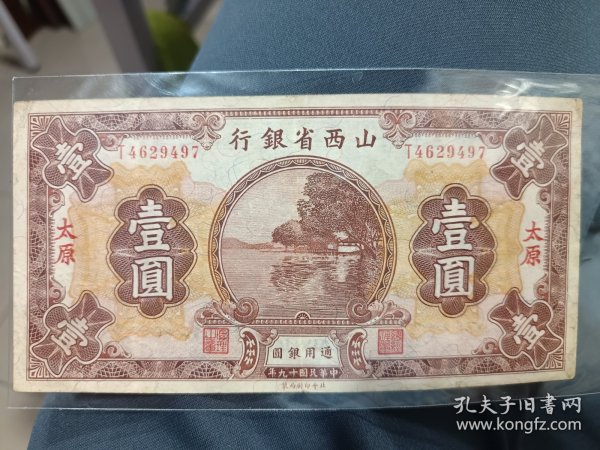 山西省銀行
T4629497
T4629497
壹
壹
壹圓
壹圓
太原
太原
壹
壹
通用銀圓
中華民國十九年
孔夫子旧书网
www.kongfz.com